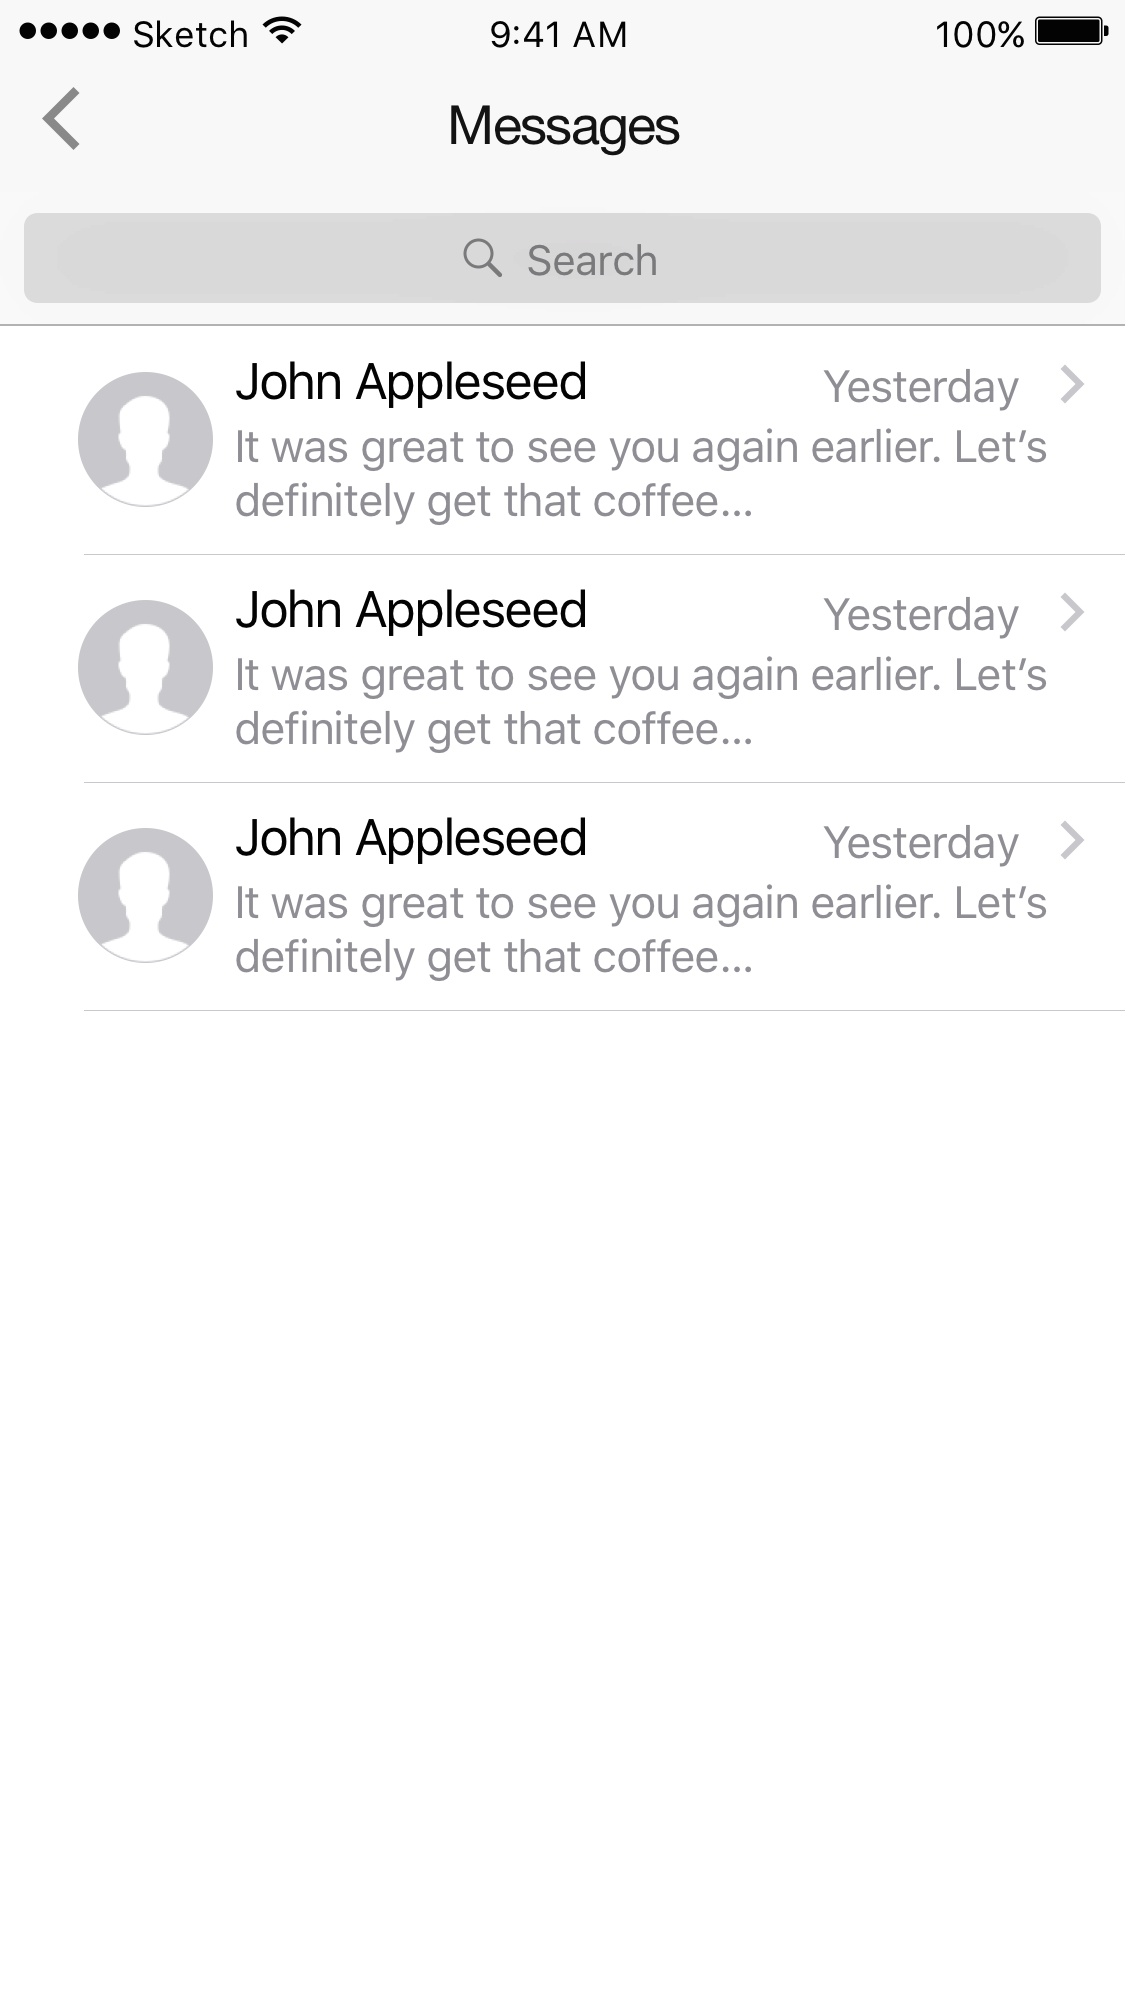 Sketch 9:41 AM 100%
Messages
Search
John Appleseed Yesterday
It was great to see you again earlier. Let’s
definitely get that coffee...
John Appleseed Yesterday
It was great to see you again earlier. Let’s
definitely get that coffee...
John Appleseed Yesterday
It was great to see you again earlier. Let’s
definitely get that coffee...